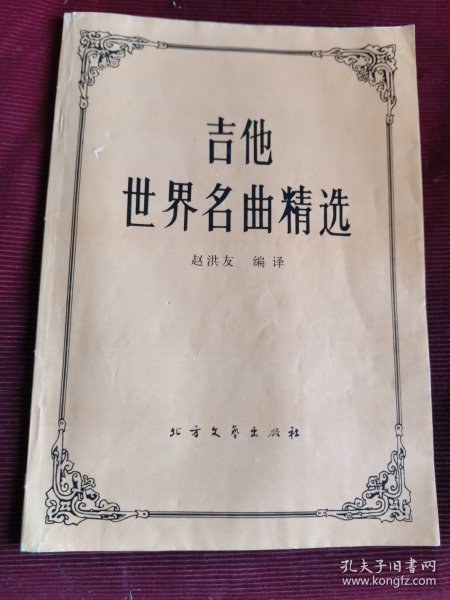 吉他
世界名曲精选
赵洪友 编译
北方文艺出版社
孔夫子旧书网
www.kongfz.com